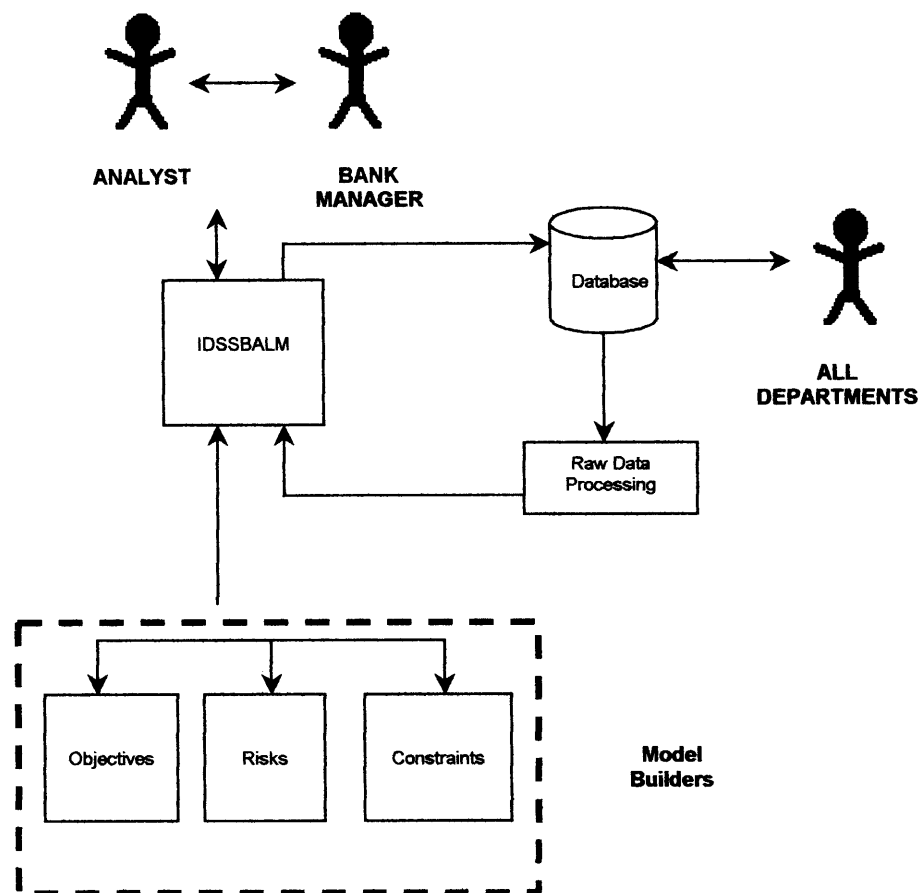 ANALYST
BANK
MANAGER
Database
IDSSBALM
ALL
DEPARTMENTS
Raw Data
Processing
Objectives
Risks
Constraints
Model
Builders